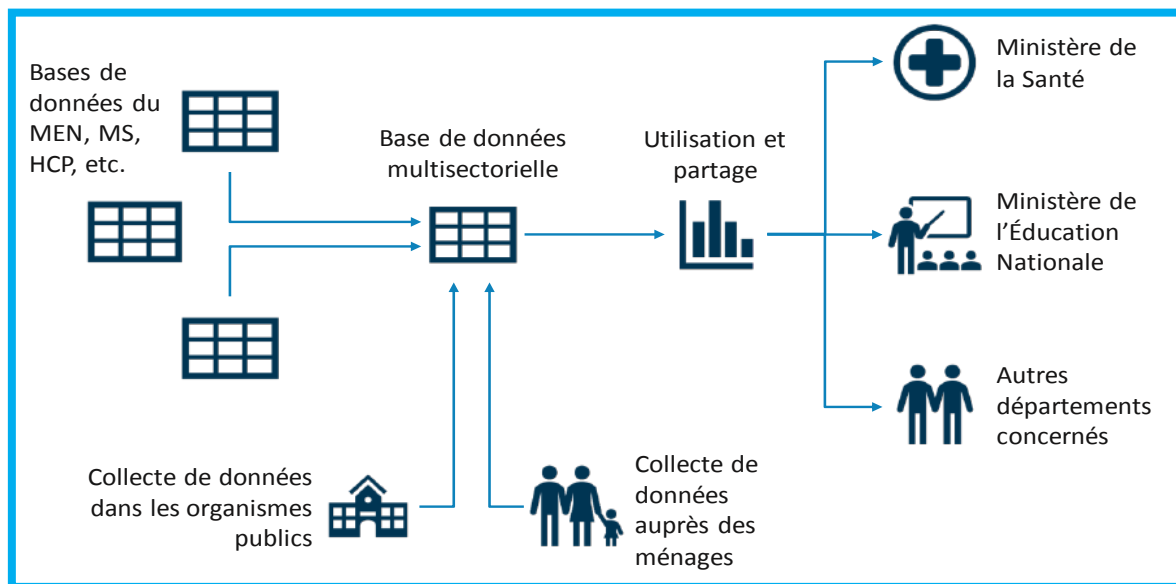 Bases de
données du
MEN, MS,
HCP, etc.
Base de données
multisectorielle
Utilisation et
partage
Ministère de
la Santé
Ministère de
l’Éducation
Nationale
Autres
départements
concernés
Collecte de données
dans les organismes
publics
Collecte de
données
auprès des
ménages